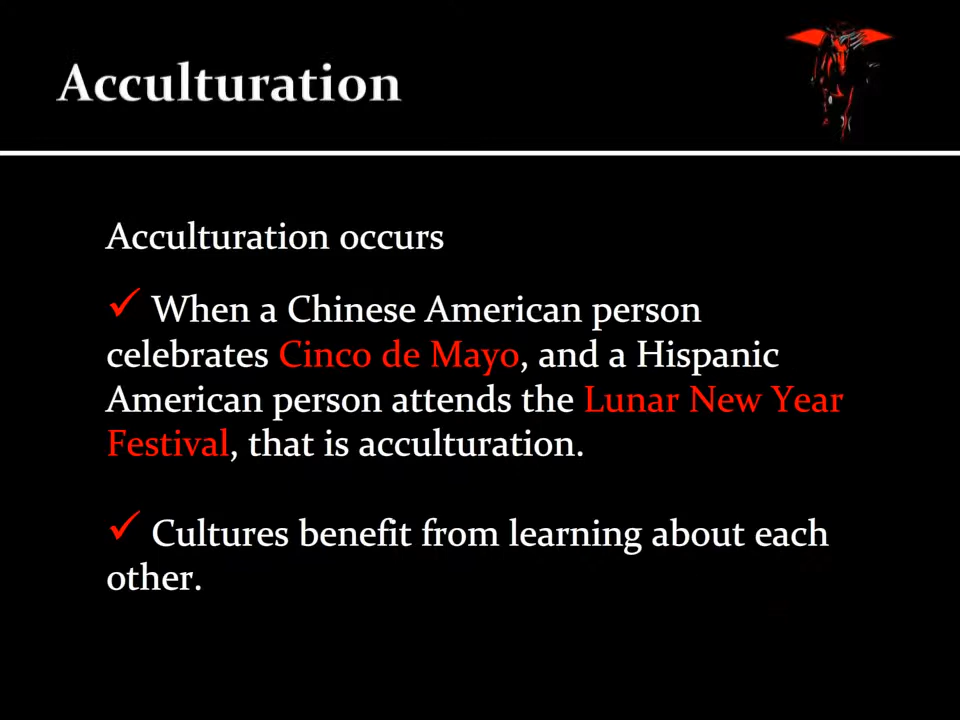 Acculturation
Acculturation occurs
✓ When a Chinese American person
celebrates Cinco de Mayo, and a Hispanic
American person attends the Lunar New Year
Festival, that is acculturation.
✓ Cultures benefit from learning about each
other.